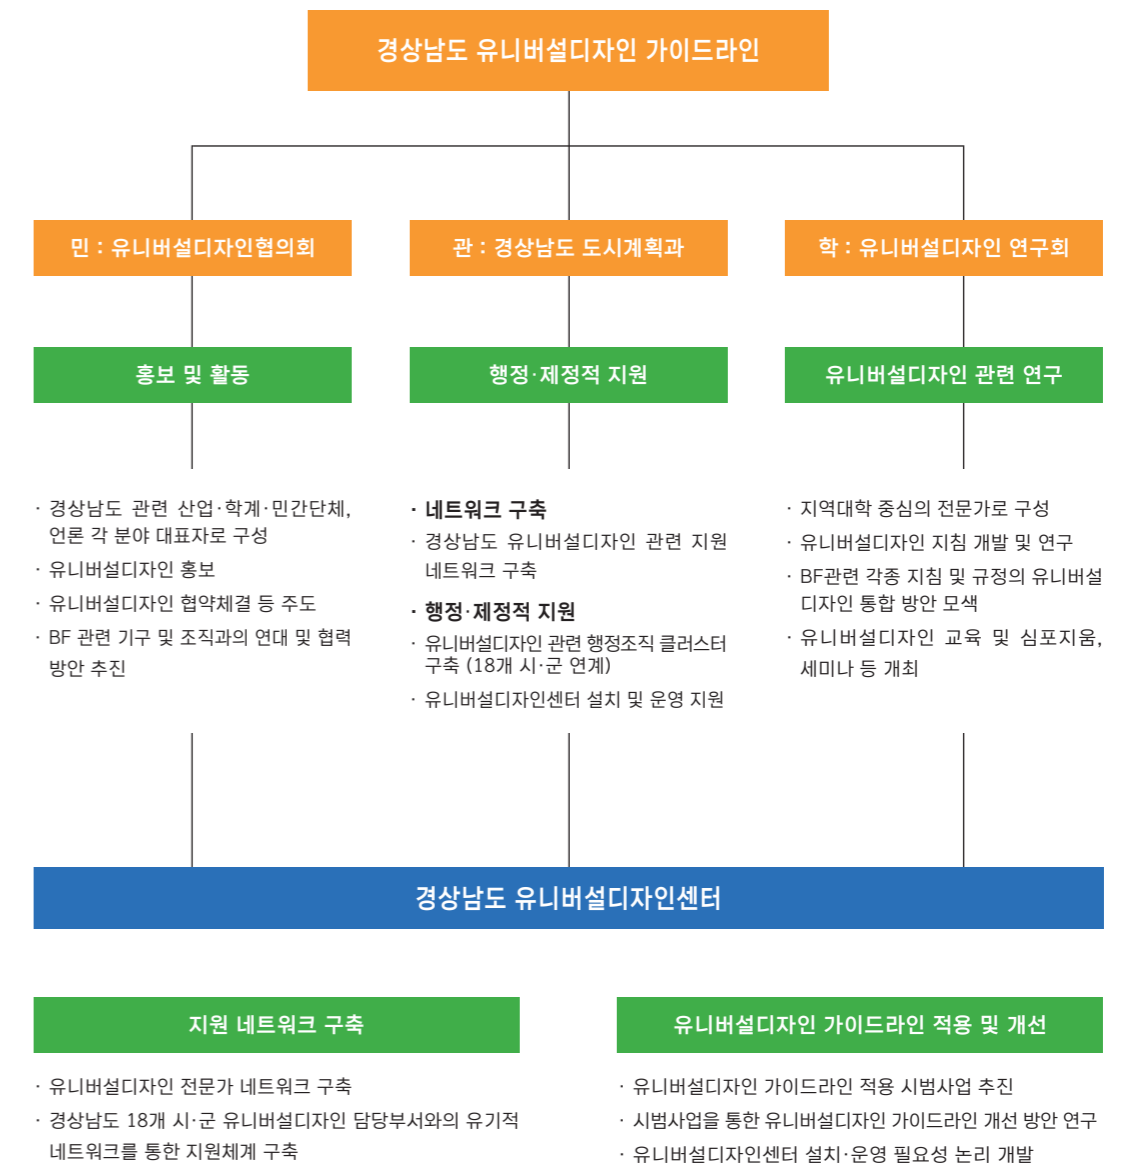 경상남도 유니버설디자인 가이드라인
민 : 유니버설디자인협의회
관 : 경상남도 도시계획과
학 : 유니버설디자인 연구회
홍보 및 활동
행정·제정적 지원
유니버설디자인 관련 연구
· 경상남도 관련 산업·학계·민간단체,
언론 각 분야 대표자로 구성
· 유니버설디자인 홍보
· 유니버설디자인 협약체결 등 주도
· BF 관련 기구 및 조직과의 연대 및 협력
방안 추진
· 네트워크 구축
· 경상남도 유니버설디자인 관련 지원
네트워크 구축
· 행정·제정적 지원
· 유니버설디자인 관련 행정조직 클러스터
구축 (18개 시·군 연계)
· 유니버설디자인센터 설치 및 운영 지원
· 지역대학 중심의 전문가로 구성
· 유니버설디자인 지침 개발 및 연구
· BF관련 각종 지침 및 규정의 유니버설
디자인 통합 방안 모색
· 유니버설디자인 교육 및 심포지움,
세미나 등 개최
경상남도 유니버설디자인센터
지원 네트워크 구축
· 유니버설디자인 전문가 네트워크 구축
· 경상남도 18개 시·군 유니버설디자인 담당부서와의 유기적
네트워크를 통한 지원체계 구축
유니버설디자인 가이드라인 적용 및 개선
· 유니버설디자인 가이드라인 적용 시범사업 추진
· 시범사업을 통한 유니버설디자인 가이드라인 개선 방안 연구
· 유니버설디자인센터 설치·운영 필요성 논리 개발